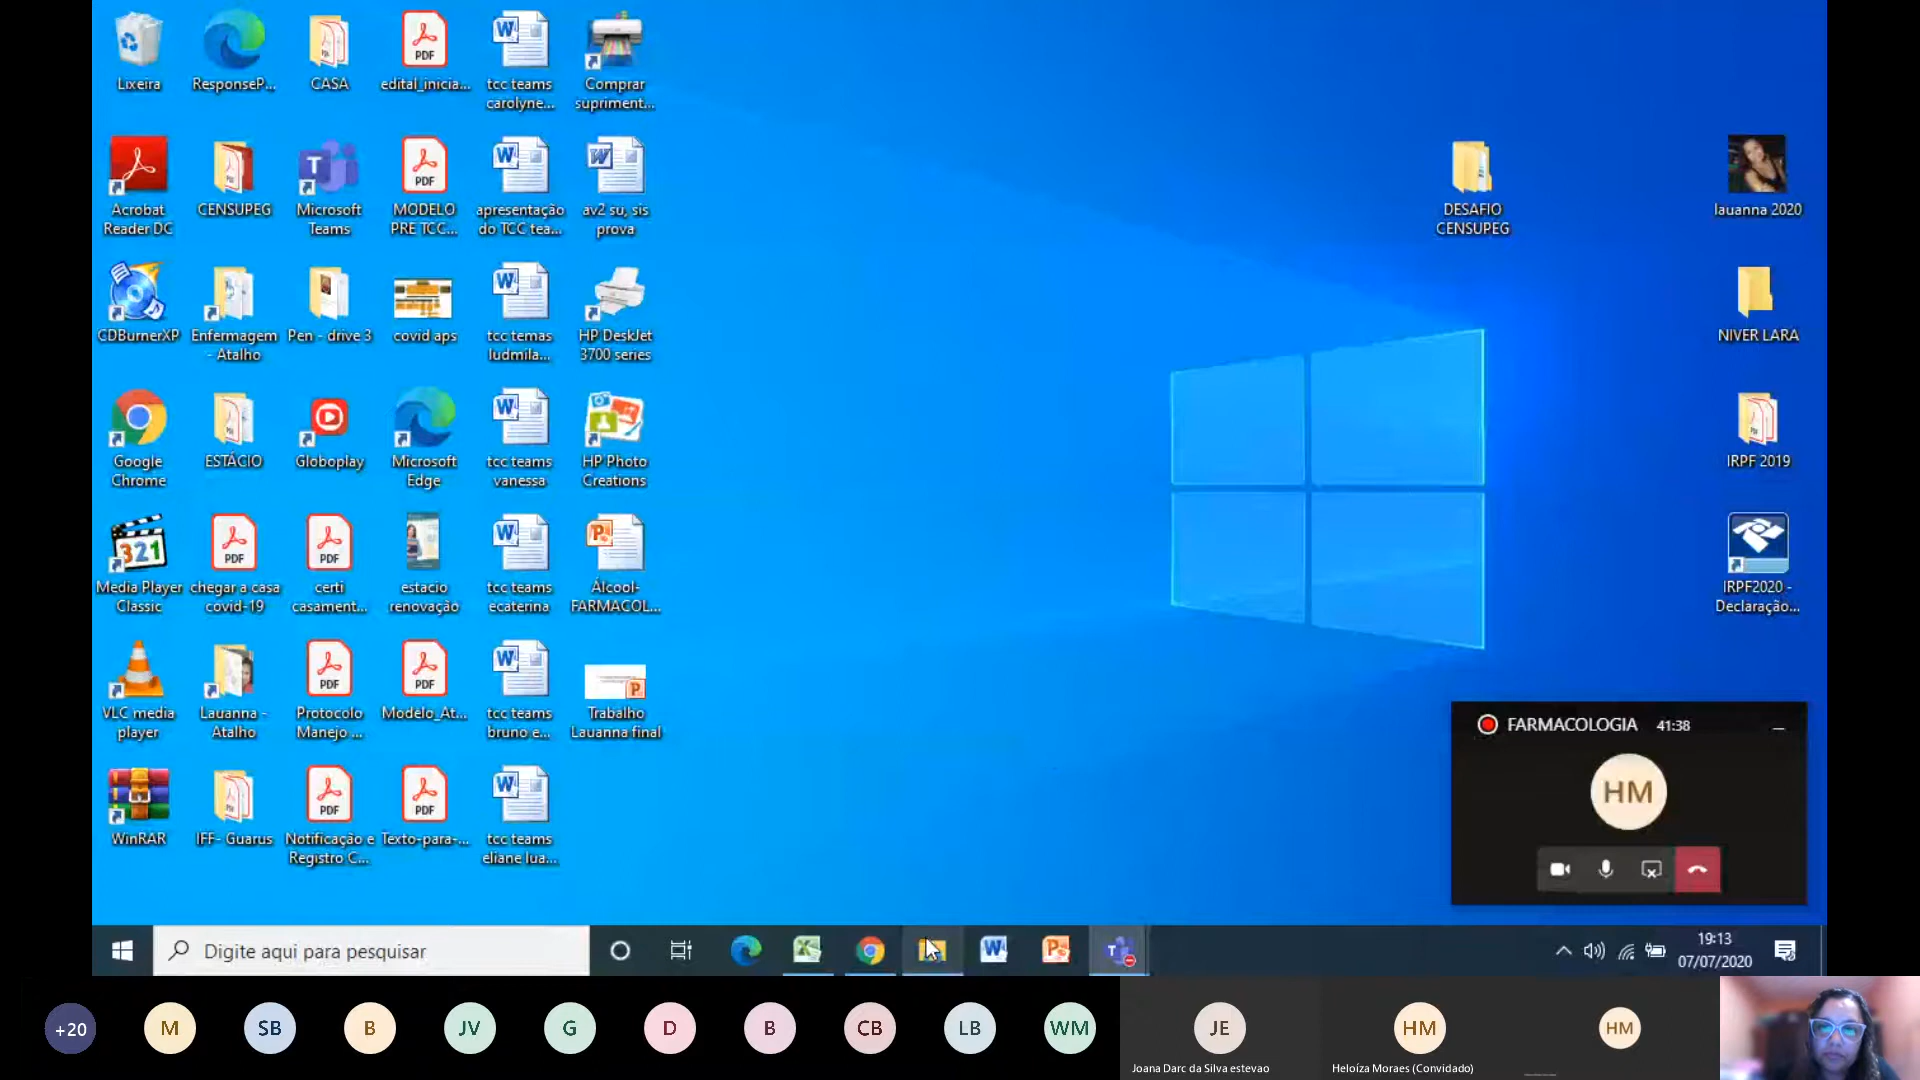 Lixeira
ResponseP...
CASA
edital_inicia...
tcc teams
carolyne...
Comprar
supriment...
Acrobat
Reader DC
CENSUPEG
Microsoft
Teams
MODELO
PRE TCC...
apresentação
do TCC tea...
av2 su, sis
prova
DESAFIO
CENSUPEG
lauanna 2020
CDBurnerXP
Enfermagem
- Atalho
Pen - drive 3
covid aps
tcc temas
ludmila...
HP DeskJet
3700 series
NIVER LARA
Google
Chrome
ESTÁCIO
Globoplay
Microsoft
Edge
tcc teams
vanessa
HP Photo
Creations
IRPF 2019
Media Player
Classic
chegar a casa
covid-19
certi
casament...
estacio
renovação
tcc teams
ecaterina
Álcool-
FARMACOL...
IRPF2020 -
Declaração...
VLC media
player
Lauanna -
Atalho
Protocolo
Manejo ...
Modelo_At...
tcc teams
bruno e...
Trabalho
Lauanna final
FARMACOLOGIA 41:38
HM
WinRAR
IFF- Guarus
Notificação e
Registro C...
Texto-para-...
tcc teams
eliane lua...
Digite aqui para pesquisar
19:13
07/07/2020
+20 M SB B JV G D B CB LB WM JE HM HM
Joana Darc da Silva estevao
Heloíza Moraes (Convidado)